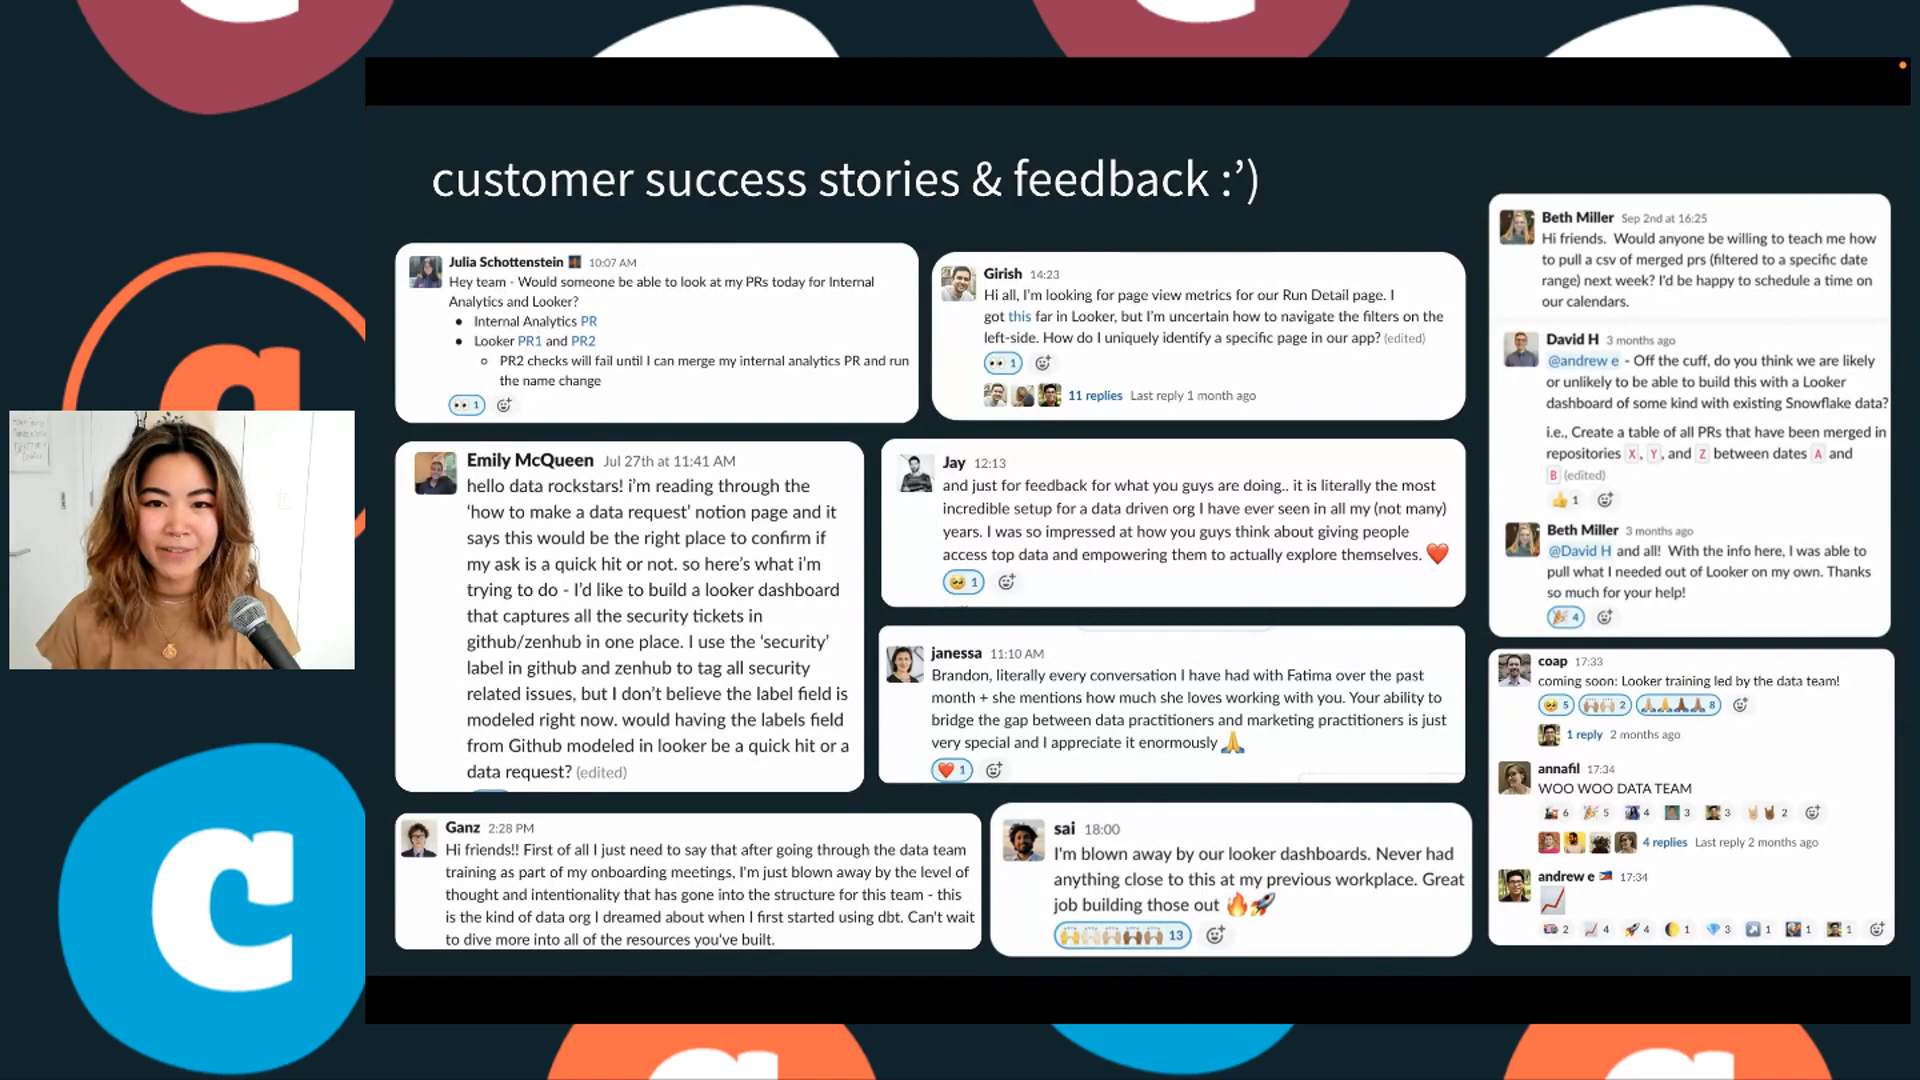 customer success stories & feedback :’)
Julia Schottenstein 10:07 AM
Hey team - Would someone be able to look at my PRs today for Internal
Analytics and Looker?
• Internal Analytics PR
• Looker PR1 and PR2
○ PR2 checks will fail until I can merge my internal analytics PR and run
the name change
1
Girish 14:23
Hi all, I'm looking for page view metrics for our Run Detail page. I
got this far in Looker, but I'm uncertain how to navigate the filters on the
left-side. How do I uniquely identify a specific page in our app? (edited)
1
11 replies Last reply 1 month ago
Beth Miller Sep 2nd at 16:25
Hi friends. Would anyone be willing to teach me how
to pull a csv of merged prs (filtered to a specific date
range) next week? I'd be happy to schedule a time on
our calendars.
David H 3 months ago
@andrew e - Off the cuff, do you think we are likely
or unlikely to be able to build this with a Looker
dashboard of some kind with existing Snowflake data?
i.e., Create a table of all PRs that have been merged in
repositories X, Y, and Z between dates A and
B (edited)
1
Beth Miller 3 months ago
@David H and all! With the info here, I was able to
pull what I needed out of Looker on my own. Thanks
so much for your help!
4
Emily McQueen Jul 27th at 11:41 AM
hello data rockstars! i'm reading through the
‘how to make a data request’ notion page and it
says this would be the right place to confirm if
my ask is a quick hit or not. so here's what i'm
trying to do - I'd like to build a looker dashboard
that captures all the security tickets in
github/zenhub in one place. I use the ‘security’
label in github and zenhub to tag all security
related issues, but I don't believe the label field is
modeled right now. would having the labels field
from Github modeled in looker be a quick hit or a
data request? (edited)
Jay 12:13
and just for feedback for what you guys are doing.. it is literally the most
incredible setup for a data driven org I have ever seen in all my (not many)
years. I was so impressed at how you guys think about giving people
access top data and empowering them to actually explore themselves. ❤️
1
janessa 11:10 AM
Brandon, literally every conversation I have had with Fatima over the past
month + she mentions how much she loves working with you. Your ability to
bridge the gap between data practitioners and marketing practitioners is just
very special and I appreciate it enormously 🙏
1
coap 17:33
coming soon: Looker training led by the data team!
5 2 8
1 reply 2 months ago
annafil 17:34
WOO WOO DATA TEAM
6 5 4 3 3 2
4 replies Last reply 2 months ago
andrew e 17:34
2 4 4 1 3 1 1 1
Ganz 2:28 PM
Hi friends!! First of all I just need to say that after going through the data team
training as part of my onboarding meetings, I'm just blown away by the level of
thought and intentionality that has gone into the structure for this team - this
is the kind of data org I dreamed about when I first started using dbt. Can't wait
to dive more into all of the resources you've built.
sai 18:00
I'm blown away by our looker dashboards. Never had
anything close to this at my previous workplace. Great
job building those out 🔥🚀
13